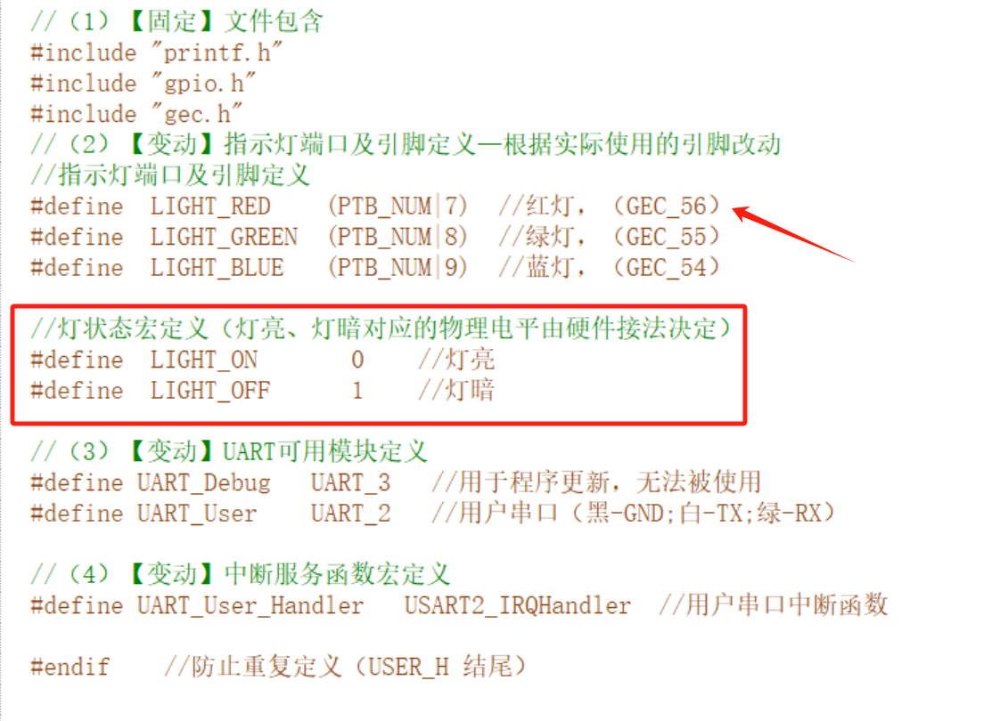 //（1）【固定】文件包含
#include "printf.h"
#include "gpio.h"
#include "gec.h"
//（2）【变动】指示灯端口及引脚定义—根据实际使用的引脚改动
//指示灯端口及引脚定义
#define  LIGHT_RED    (PTB_NUM|7)  //红灯，（GEC_56）
#define  LIGHT_GREEN  (PTB_NUM|8)  //绿灯，（GEC_55）
#define  LIGHT_BLUE   (PTB_NUM|9)  //蓝灯，（GEC_54）
//灯状态宏定义（灯亮、灯暗对应的物理电平由硬件接法决定）
#define  LIGHT_ON       0    //灯亮
#define  LIGHT_OFF      1    //灯暗
//（3）【变动】UART可用模块定义
#define UART_Debug   UART_3   //用于程序更新，无法被使用
#define UART_User    UART_2   //用户串口（黑-GND;白-TX;绿-RX）
//（4）【变动】中断服务函数宏定义
#define UART_User_Handler   USART2_IRQHandler  //用户串口中断函数
#endif    //防止重复定义（USER_H 结尾）